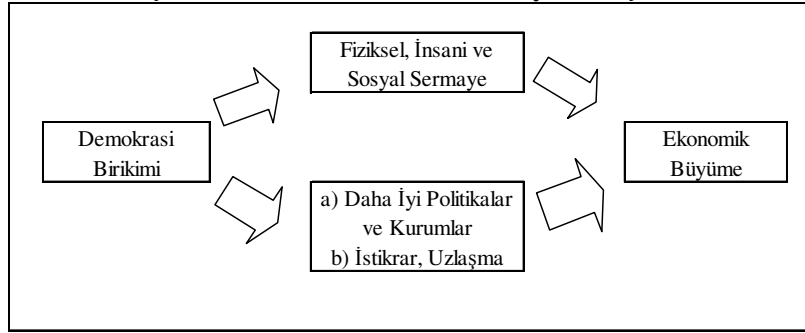 Fiziksel, İnsani ve
Sosyal Sermaye
Demokrasi
Birikimi
Ekonomik
Büyüme
a) Daha İyi Politikalar
ve Kurumlar
b) İstikrar, Uzlaşma